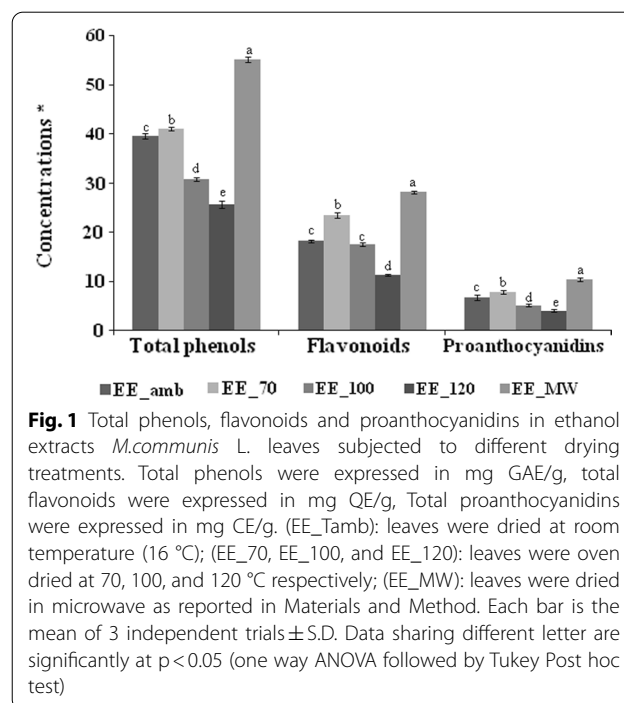 60
50
40
30
20
10
0
Concentrations *
c b d e a
c b c d a
c b d e a
Total phenols Flavonoids Proanthocyanidins
EE_amb EE_70 EE_100 EE_120 EE_MW
Fig. 1 Total phenols, flavonoids and proanthocyanidins in ethanol
extracts M.communis L. leaves subjected to different drying
treatments. Total phenols were expressed in mg GAE/g, total
flavonoids were expressed in mg QE/g, Total proanthocyanidins
were expressed in mg CE/g. (EE_Tamb): leaves were dried at room
temperature (16 °C); (EE_70, EE_100, and EE_120): leaves were oven
dried at 70, 100, and 120 °C respectively; (EE_MW): leaves were dried
in microwave as reported in Materials and Method. Each bar is the
mean of 3 independent trials ± S.D. Data sharing different letter are
significantly at p < 0.05 (one way ANOVA followed by Tukey Post hoc
test)